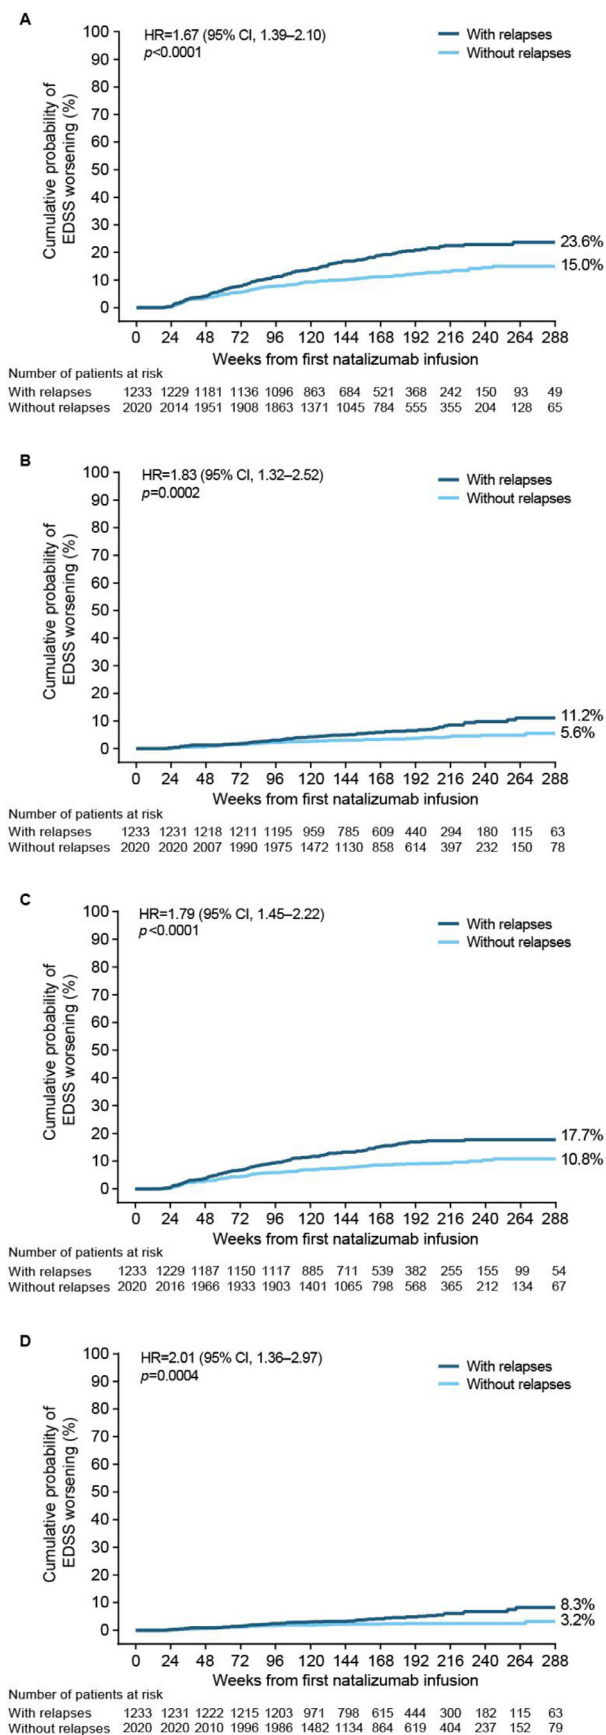 A
HR=1.67 (95% CI, 1.39–2.10)
p<0.0001
With relapses
Without relapses
Cumulative probability of
EDSS worsening (%)
100
90
80
70
60
50
40
30
20
10
0
23.6%
15.0%
0 24 48 72 96 120 144 168 192 216 240 264 288
Weeks from first natalizumab infusion
Number of patients at risk
With relapses 1233 1229 1181 1136 1096 863 684 521 368 242 150 93 49
Without relapses 2020 2014 1951 1908 1863 1371 1045 784 555 355 204 128 65
B
HR=1.83 (95% CI, 1.32–2.52)
p=0.0002
With relapses
Without relapses
Cumulative probability of
EDSS worsening (%)
100
90
80
70
60
50
40
30
20
10
0
11.2%
5.6%
0 24 48 72 96 120 144 168 192 216 240 264 288
Weeks from first natalizumab infusion
Number of patients at risk
With relapses 1233 1231 1218 1211 1195 959 785 609 440 294 180 115 63
Without relapses 2020 2020 2007 1990 1975 1472 1130 858 614 397 232 150 78
C
HR=1.79 (95% CI, 1.45–2.22)
p<0.0001
With relapses
Without relapses
Cumulative probability of
EDSS worsening (%)
100
90
80
70
60
50
40
30
20
10
0
17.7%
10.8%
0 24 48 72 96 120 144 168 192 216 240 264 288
Weeks from first natalizumab infusion
Number of patients at risk
With relapses 1233 1229 1187 1150 1117 885 711 539 382 255 155 99 54
Without relapses 2020 2016 1966 1933 1903 1401 1065 798 568 365 212 134 67
D
HR=2.01 (95% CI, 1.36–2.97)
p=0.0004
With relapses
Without relapses
Cumulative probability of
EDSS worsening (%)
100
90
80
70
60
50
40
30
20
10
0
8.3%
3.2%
0 24 48 72 96 120 144 168 192 216 240 264 288
Weeks from first natalizumab infusion
Number of patients at risk
With relapses 1233 1231 1222 1215 1203 971 798 615 444 300 182 115 63
Without relapses 2020 2020 2010 1996 1986 1482 1134 864 619 404 237 152 79